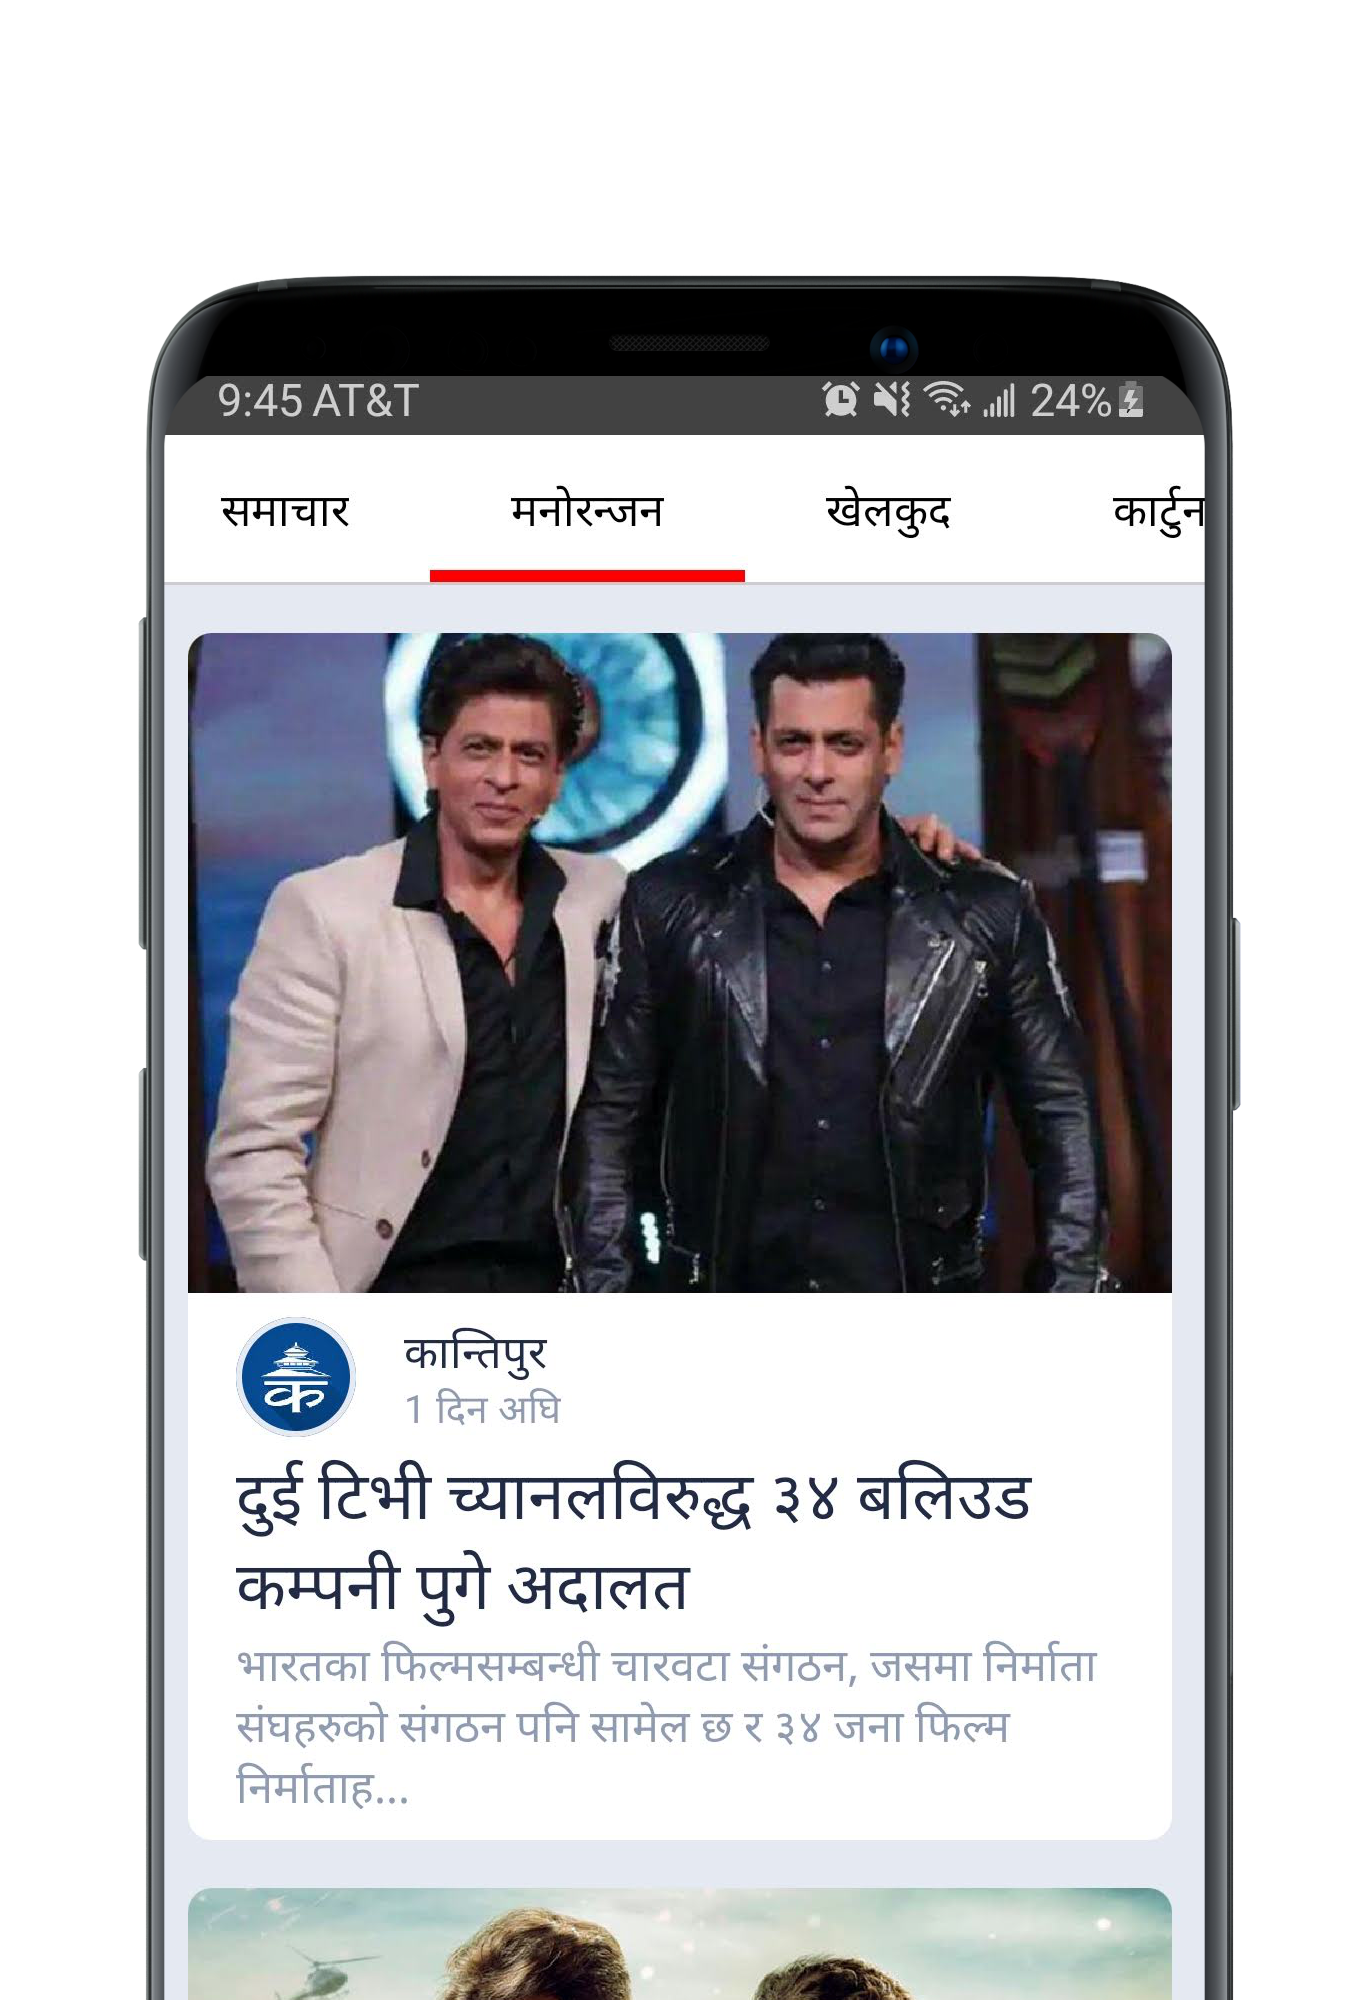 9:45 AT&T 24%
समाचार मनोरन्जन खेलकुद कार्टुन
क
कान्तिपुर
1 दिन अघि
दुई टिभी च्यानलविरुद्ध ३४ बलिउड
कम्पनी पुगे अदालत
भारतका फिल्मसम्बन्धी चारवटा संगठन, जसमा निर्माता
संघहरुको संगठन पनि सामेल छ र ३४ जना फिल्म
निर्माताह...